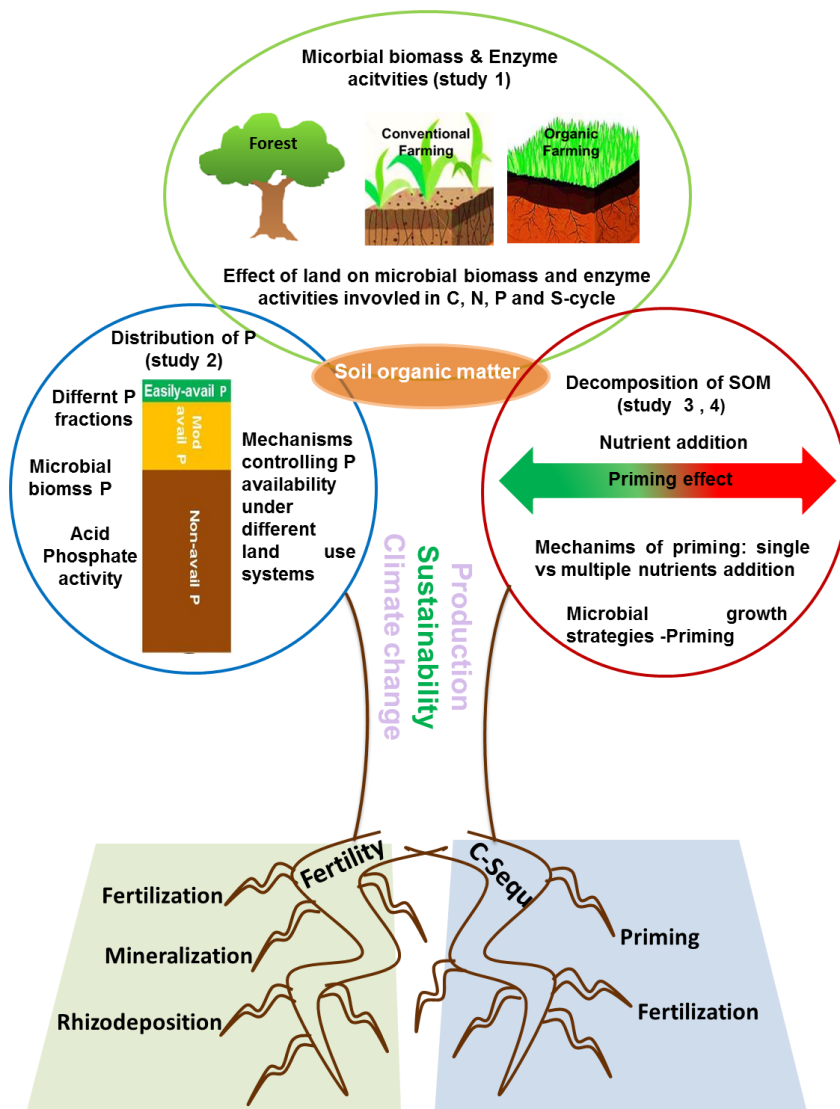 Micorbial biomass & Enzyme
acitvities (study 1)
Forest
Conventional
Farming
Organic
Farming
Effect of land on microbial biomass and enzyme
activities invovled in C, N, P and S-cycle
Soil organic matter
Distribution of P
(study 2)
Differnt P
fractions
Microbial
biomss P
Acid
Phosphate
activity
Easily-avail P
Mod
avail P
Non-avail P
Mechanisms
controlling P
availability
under
different
land use
systems
Decomposition of SOM
(study 3 , 4)
Nutrient addition
Priming effect
Mechanims of priming: single
vs multiple nutrients addition
Microbial growth
strategies -Priming
Production
Sustainability
Climate change
Fertility
Fertilization
Mineralization
Rhizodeposition
C-Sequ
Priming
Fertilization